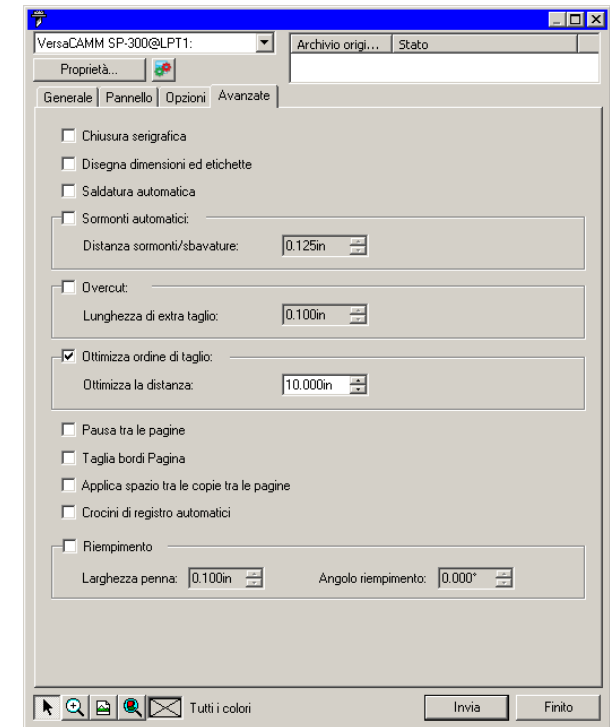 VersaCAMM SP-300@LPT1:
Archivio origi... Stato
Proprietà...
Generale Pannello Opzioni Avanzate
Chiusura serigrafica
Disegna dimensioni ed etichette
Saldatura automatica
Sormonti automatici:
Distanza sormonti/sbavature: 0.125in
Overcut:
Lunghezza di extra taglio: 0.100in
Ottimizza ordine di taglio:
Ottimizza la distanza: 10.000in
Pausa tra le pagine
Taglia bordi Pagina
Applica spazio tra le copie tra le pagine
Crocini di registro automatici
Riempimento
Larghezza penna: 0.100in Angolo riempimento: 0.000°
Tutti i colori Invia Finito